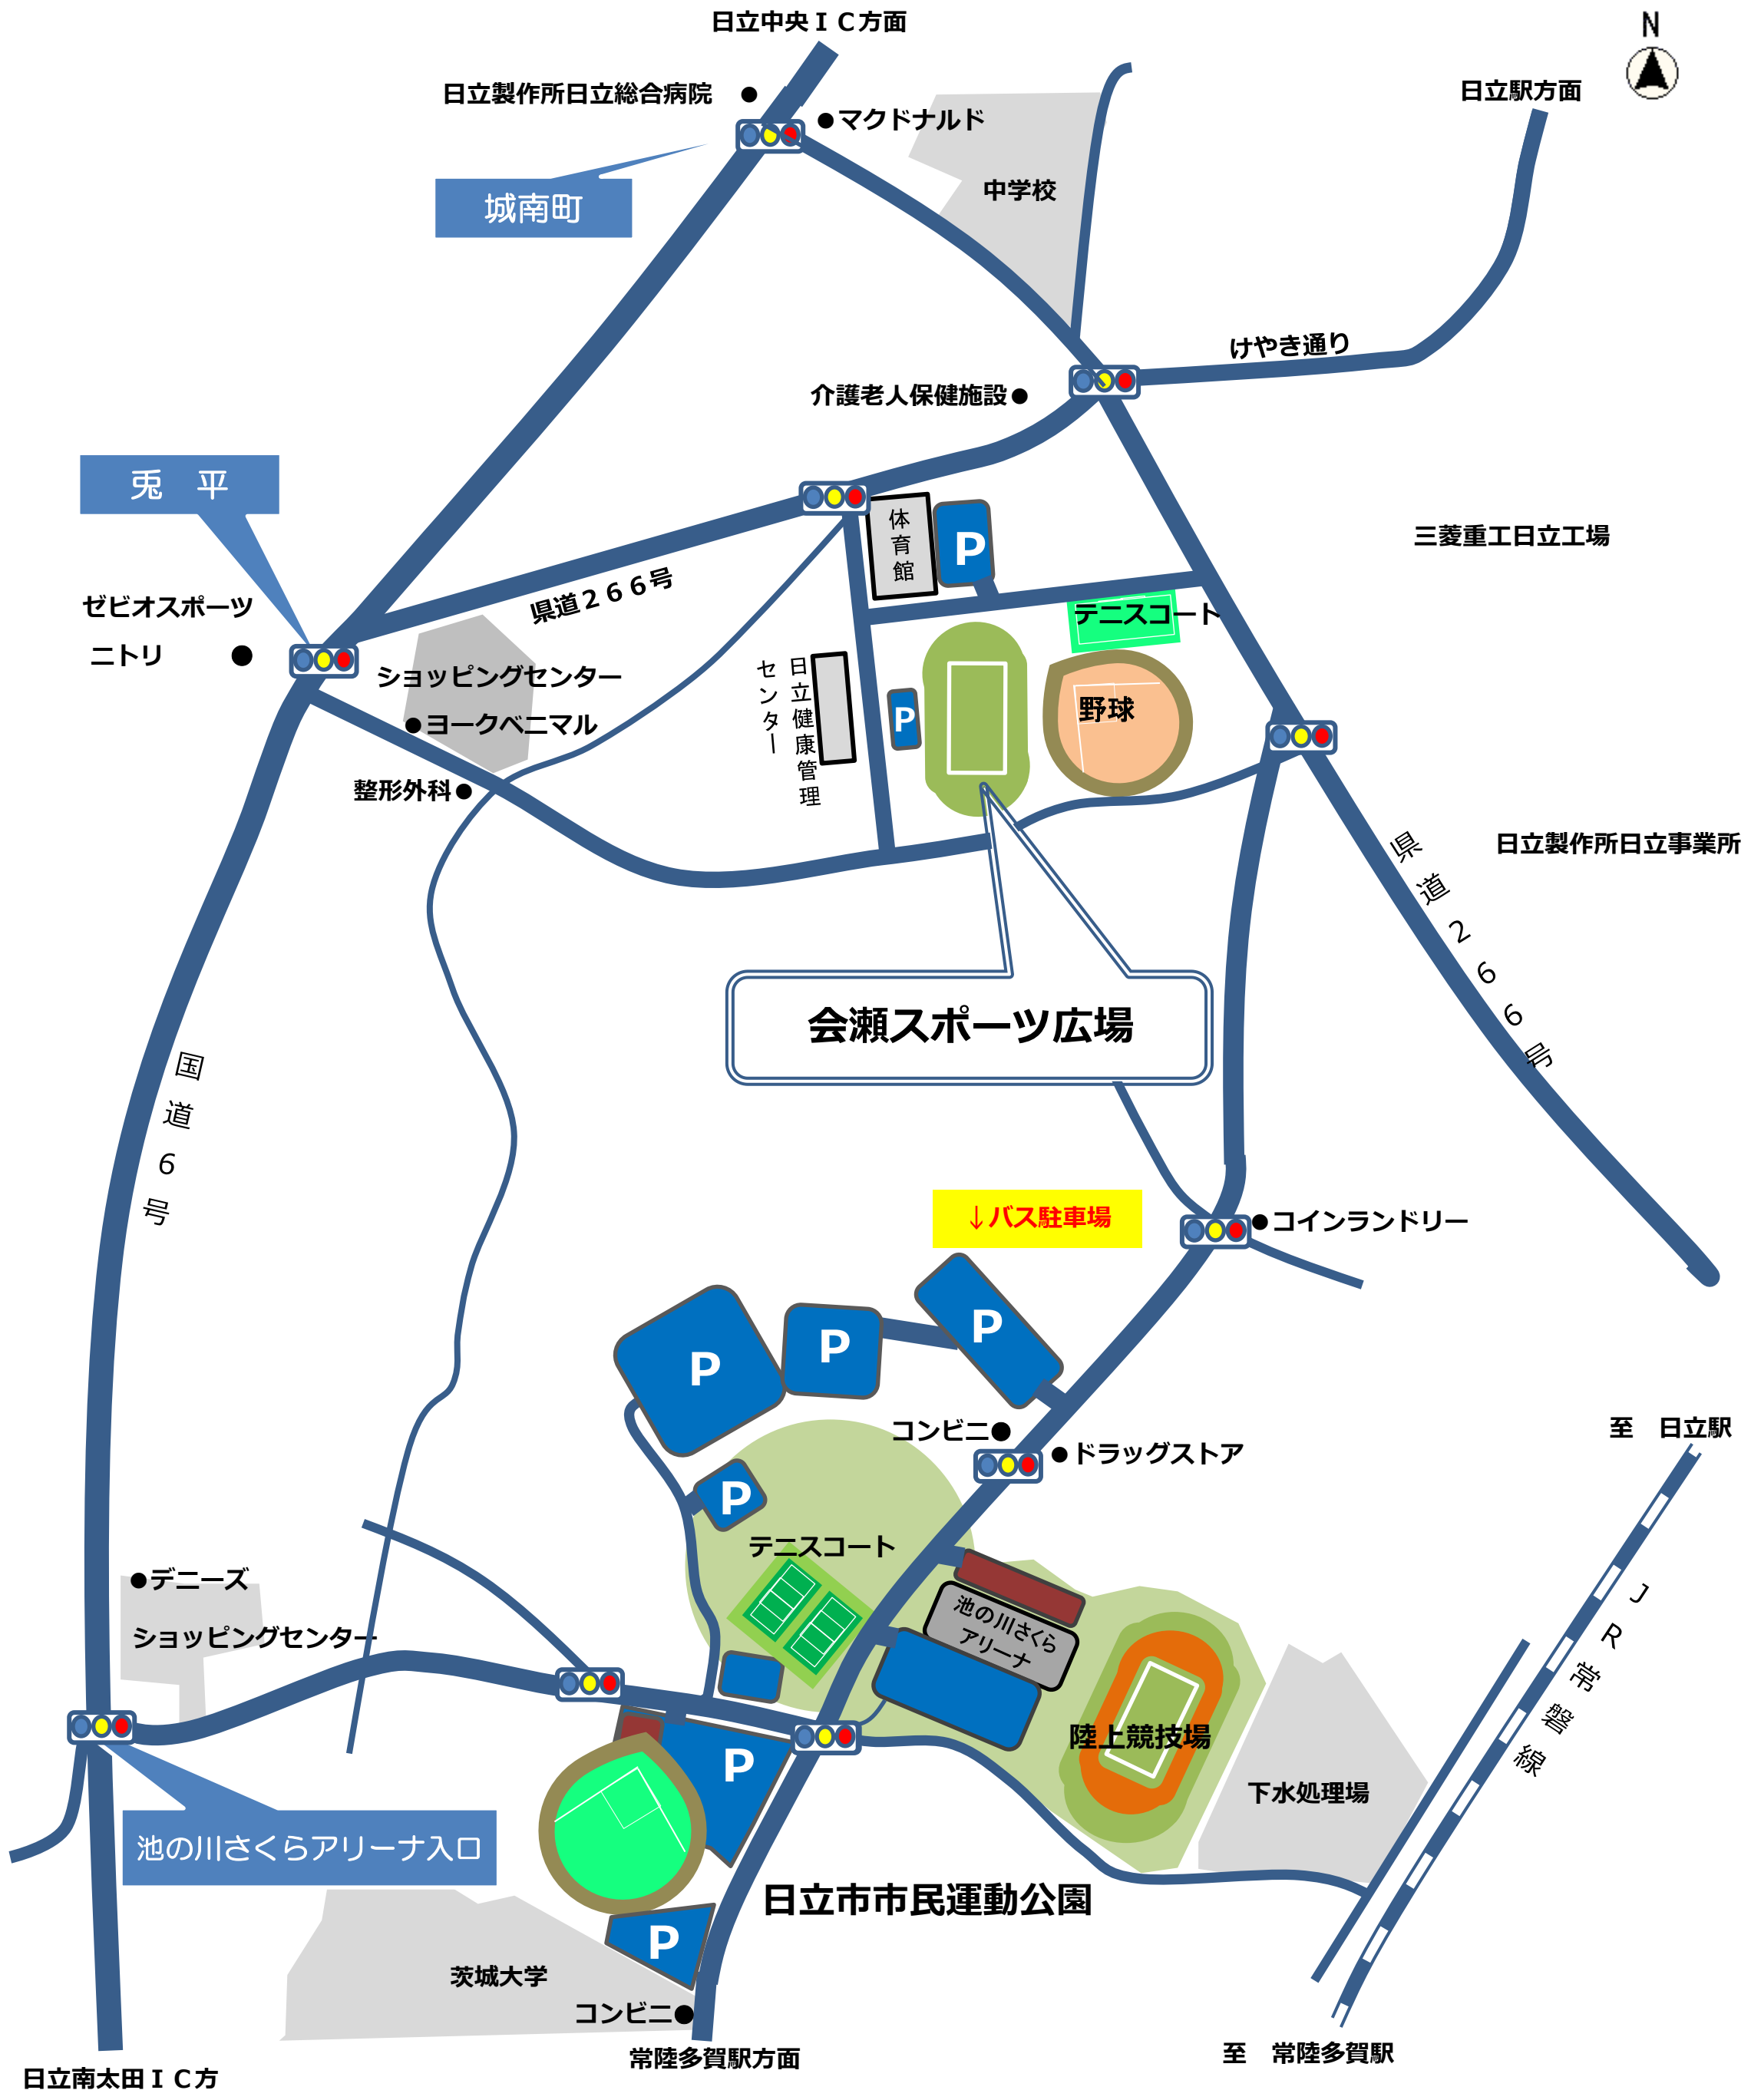 日立中央ＩＣ方面
N
日立製作所日立総合病院
マクドナルド
日立駅方面
中学校
城南町
けやき通り
介護老人保健施設
兎　平
体育館
P
三菱重工日立工場
県道２６６号
ゼビオスポーツ
ニトリ
テニスコート
ショッピングセンター
ヨークベニマル
日立健康管理
センター
P
野球
整形外科
県道２６６号
日立製作所日立事業所
会瀬スポーツ広場
国道６号
↓バス駐車場
コインランドリー
P
P
P
コンビニ
ドラッグストア
至　日立駅
P
テニスコート
デニーズ
ショッピングセンター
池の川さくら
アリーナ
ＪＲ常磐線
陸上競技場
P
下水処理場
池の川さくらアリーナ入口
日立市市民運動公園
P
茨城大学
コンビニ
常陸多賀駅方面
至　常陸多賀駅
日立南太田ＩＣ方